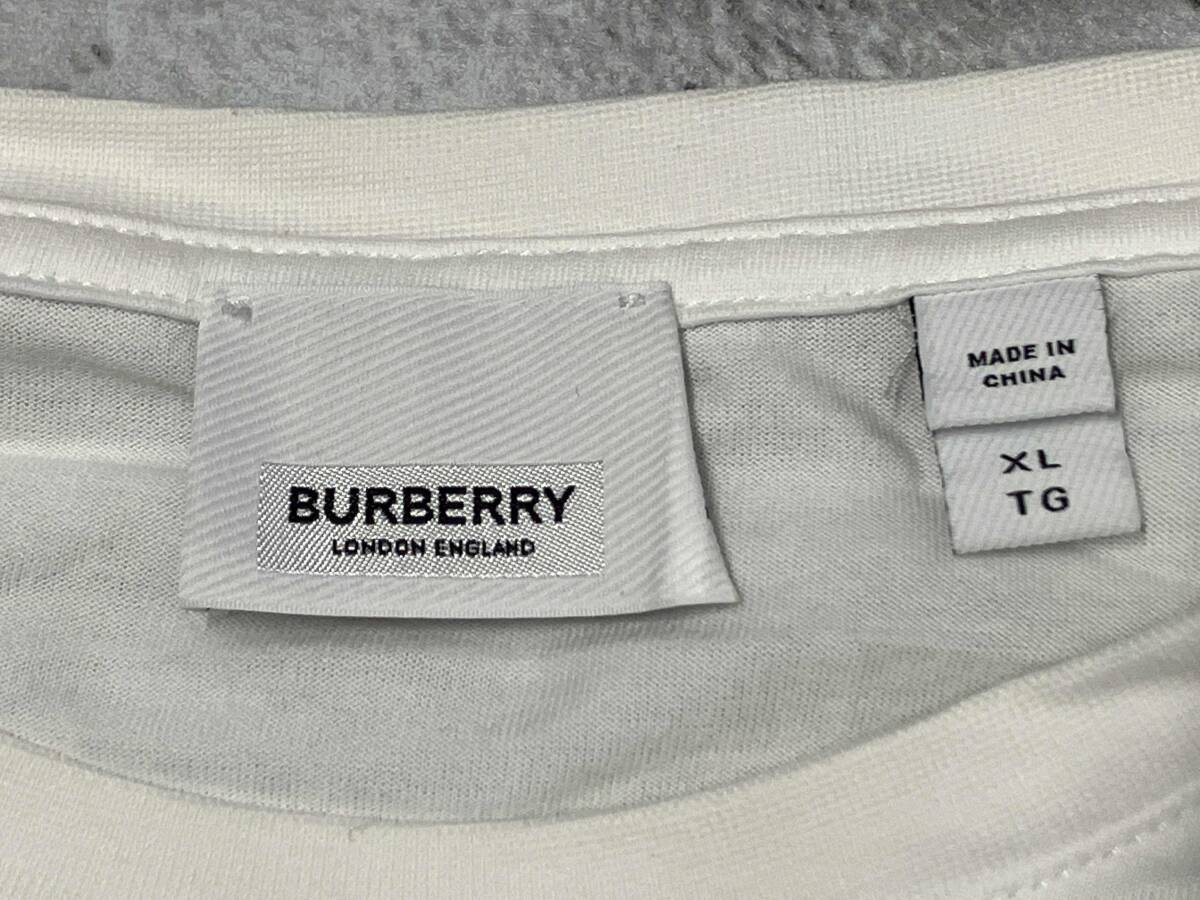 BURBERRY
LONDON ENGLAND
MADE IN
CHINA
XL
TG